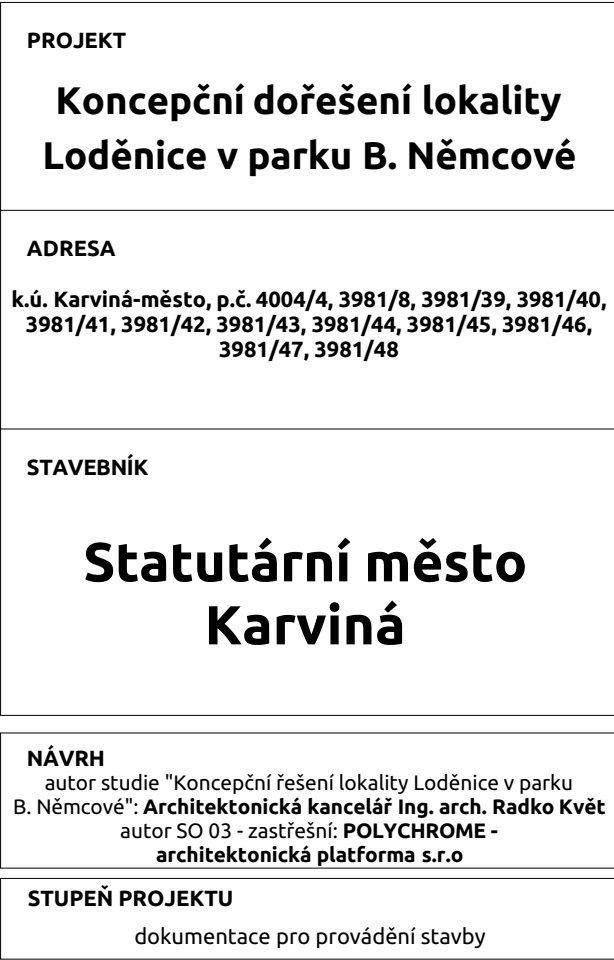 PROJEKT
Koncepční dořešení lokality
Loděnice v parku B. Němcové
ADRESA
k.ú. Karviná-město, p.č. 4004/4, 3981/8, 3981/39, 3981/40,
3981/41, 3981/42, 3981/43, 3981/44, 3981/45, 3981/46,
3981/47, 3981/48
STAVEBNÍK
Statutární město
Karviná
NÁVRH
autor studie "Koncepční řešení lokality Loděnice v parku
B. Němcové": Architektonická kancelář Ing. arch. Radko Květ
autor SO 03 - zastřešní: POLYCHROME -
architektonická platforma s.r.o
STUPEŇ PROJEKTU
dokumentace pro provádění stavby